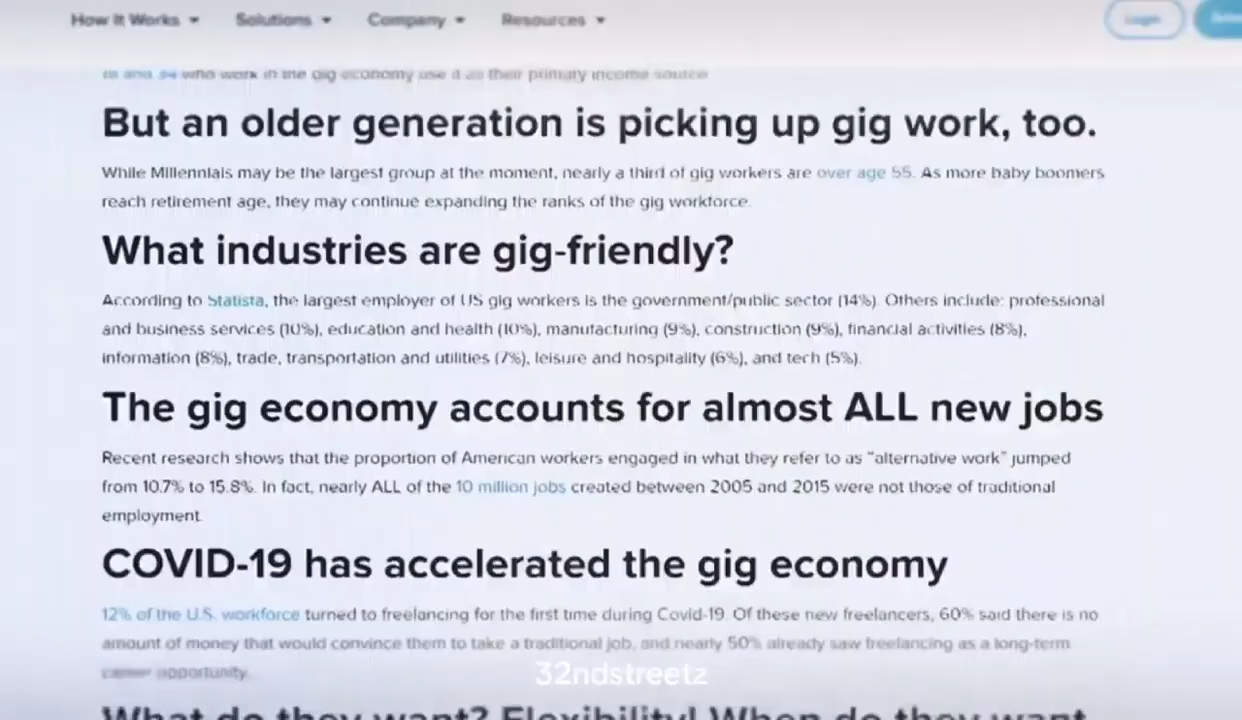 How It Works Solutions Company Resources Login
who work in the gig economy use it as their primary income source
But an older generation is picking up gig work, too.
While Millennials may be the largest group at the moment, nearly a third of gig workers are over age 55. As more baby boomers
reach retirement age, they may continue expanding the ranks of the gig workforce.
What industries are gig-friendly?
According to Statista, the largest employer of US gig workers is the government/public sector (14%). Others include: professional
and business services (10%), education and health (10%), manufacturing (9%), construction (9%), financial activities (8%),
information (8%), trade, transportation and utilities (7%), leisure and hospitality (6%), and tech (5%).
The gig economy accounts for almost ALL new jobs
Recent research shows that the proportion of American workers engaged in what they refer to as “alternative work” jumped
from 10.7% to 15.8%. In fact, nearly ALL of the 10 million jobs created between 2005 and 2015 were not those of traditional
employment.
COVID-19 has accelerated the gig economy
12% of the U.S. workforce turned to freelancing for the first time during Covid-19. Of these new freelancers, 60% said there is no
amount of money that would convince them to take a traditional job, and nearly 50% already saw freelancing as a long-term
career opportunity.
32ndstreetz
What do they want? Flexibility! When do they want